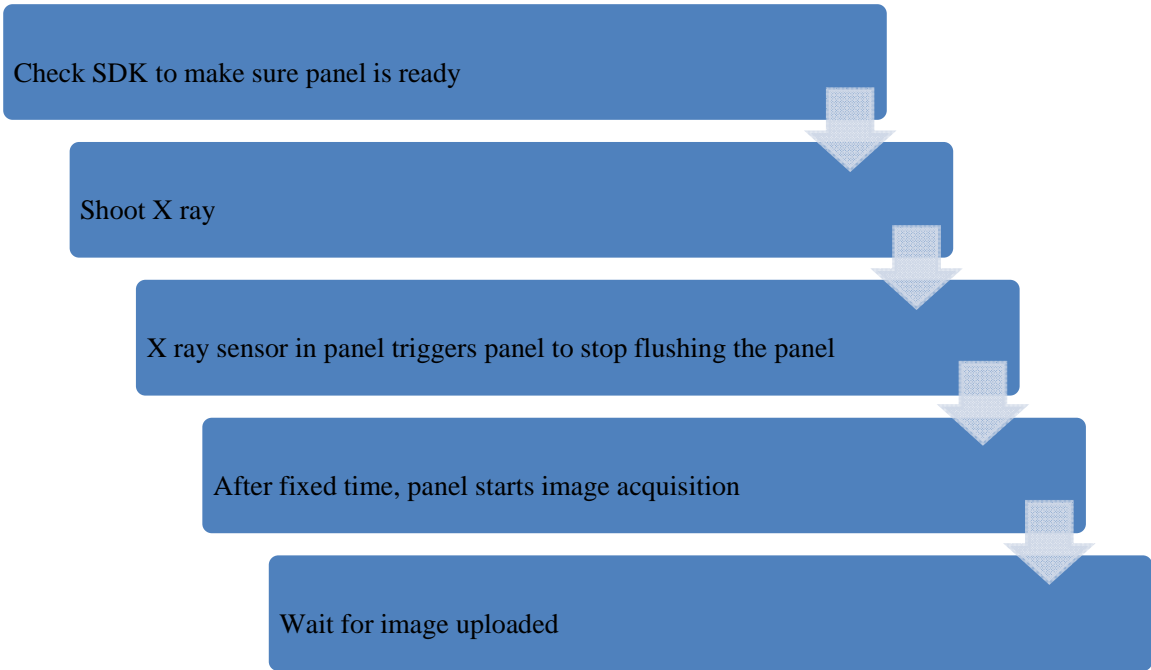 Check SDK to make sure panel is ready
Shoot X ray
X ray sensor in panel triggers panel to stop flushing the panel
After fixed time, panel starts image acquisition
Wait for image uploaded